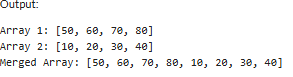 Output:
Array 1: [50, 60, 70, 80]
Array 2: [10, 20, 30, 40]
Merged Array: [50, 60, 70, 80, 10, 20, 30, 40]